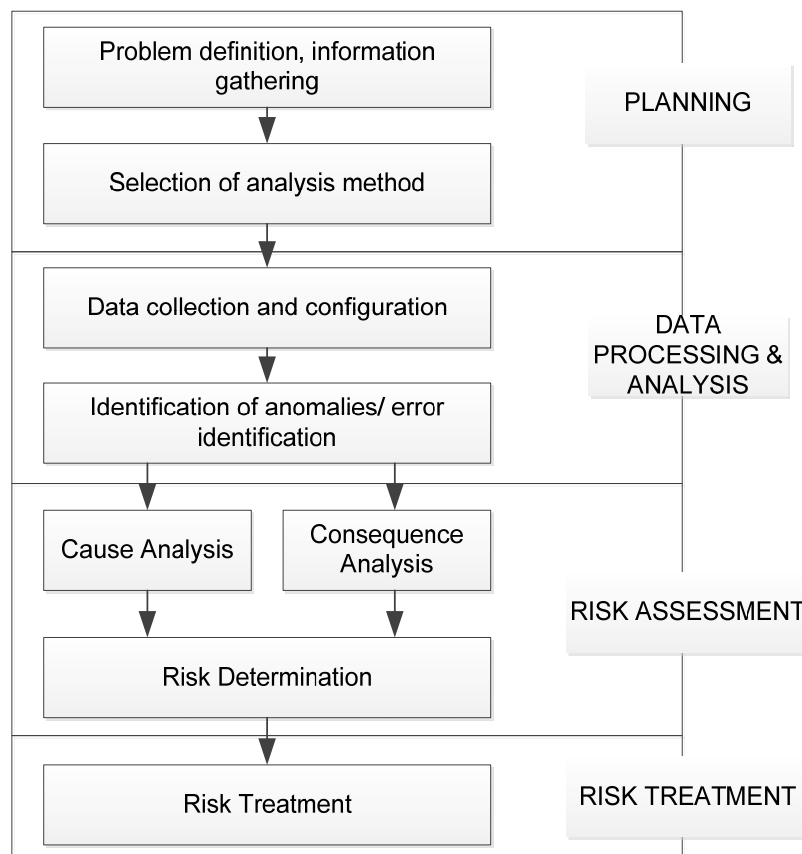 Problem definition, information
gathering
PLANNING
Selection of analysis method
Data collection and configuration
DATA
PROCESSING &
ANALYSIS
Identification of anomalies/ error
identification
Cause Analysis
Consequence
Analysis
RISK ASSESSMENT
Risk Determination
Risk Treatment
RISK TREATMENT